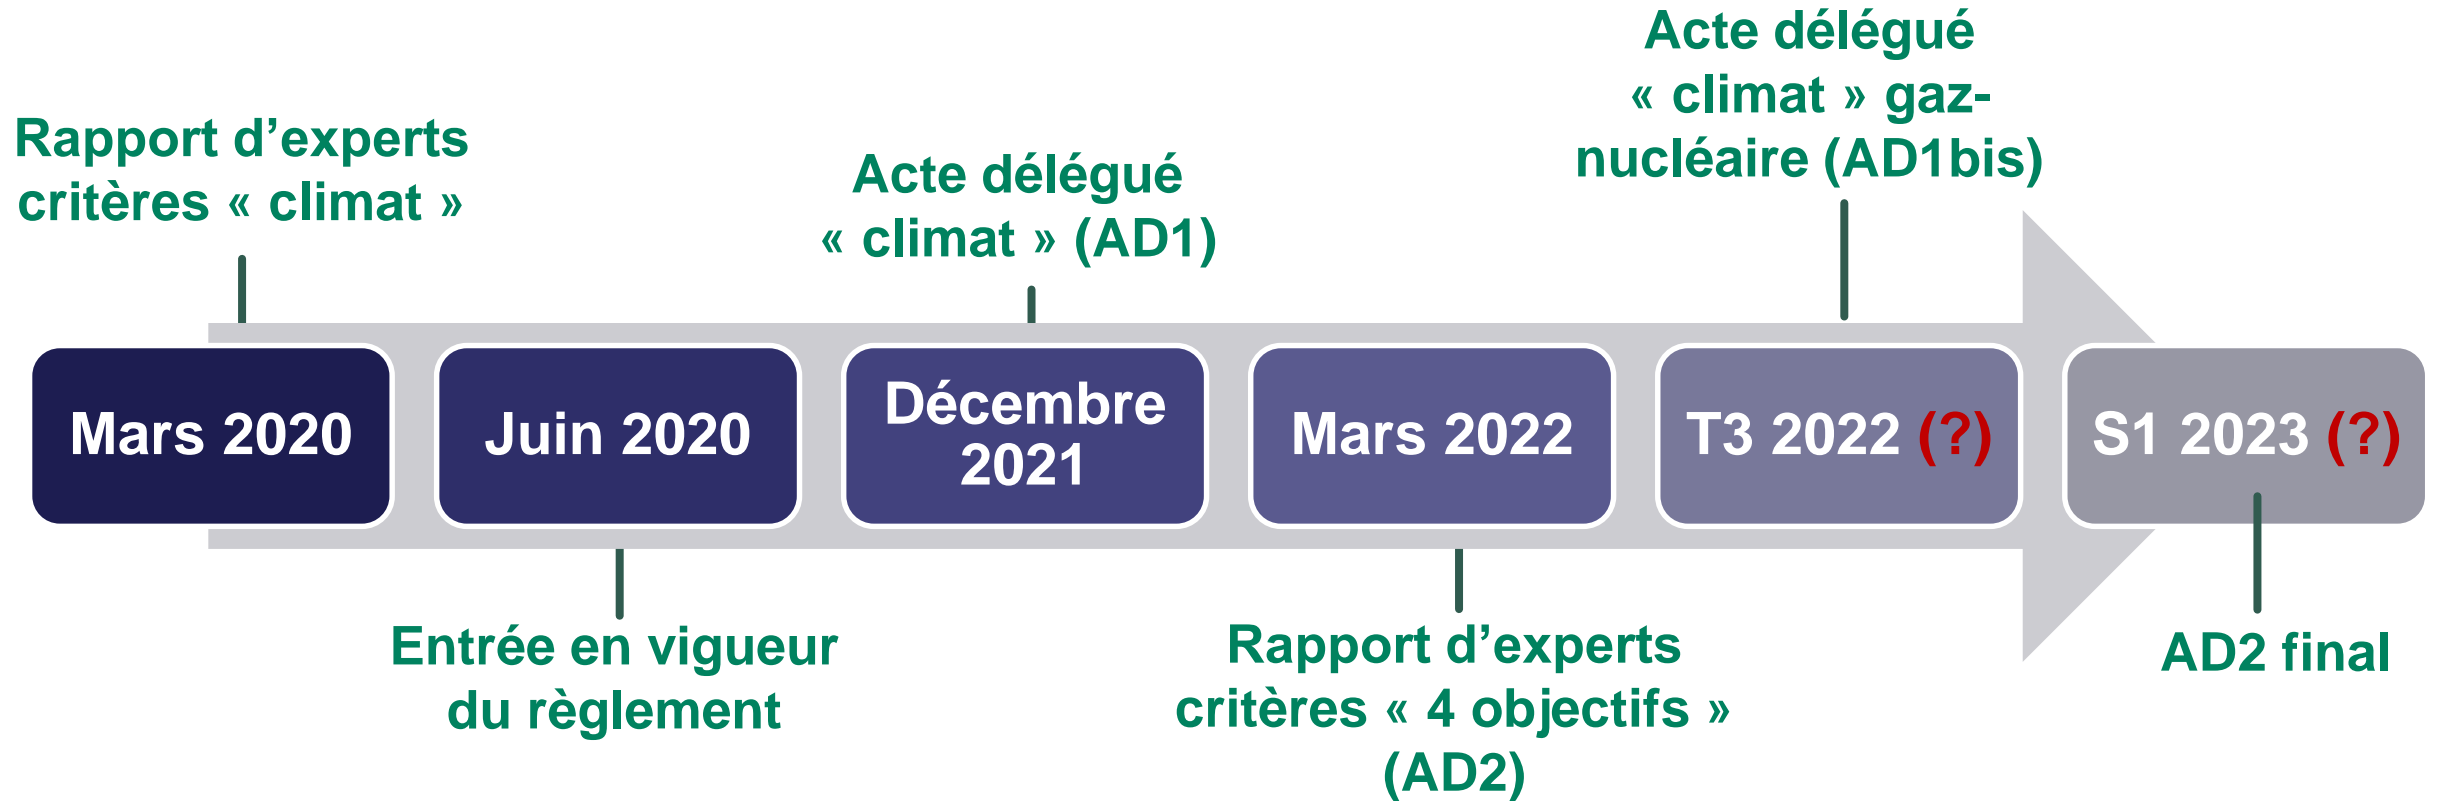 Rapport d’experts
critères « climat »
Acte délégué
« climat » (AD1)
Acte délégué
« climat » gaz-
nucléaire (AD1bis)
Mars 2020
Juin 2020
Décembre
2021
Mars 2022
T3 2022 (?)
S1 2023 (?)
Entrée en vigueur
du règlement
Rapport d’experts
critères « 4 objectifs »
(AD2)
AD2 final